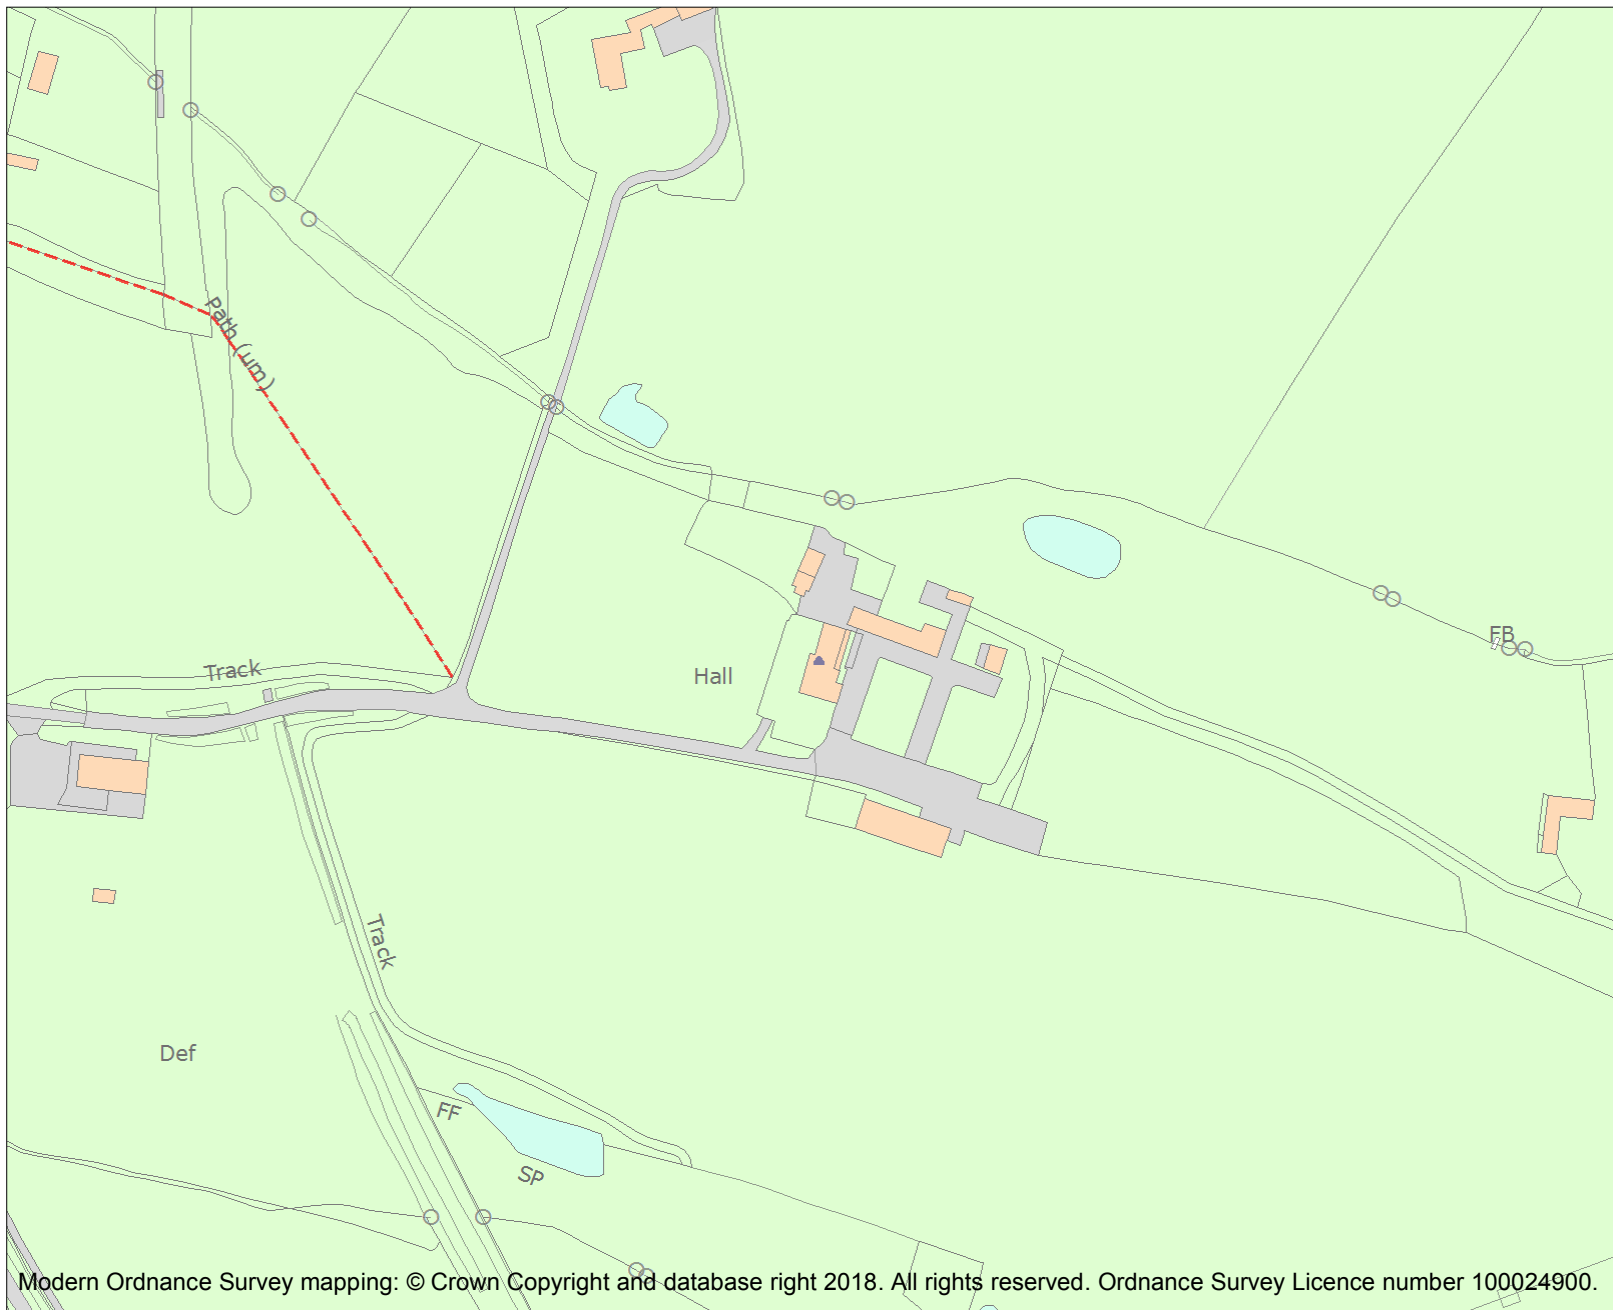 Path (um)
FB
Track
Hall
Track
Def
FF
SP
Modern Ordnance Survey mapping: © Crown Copyright and database right 2018. All rights reserved. Ordnance Survey Licence number 100024900.